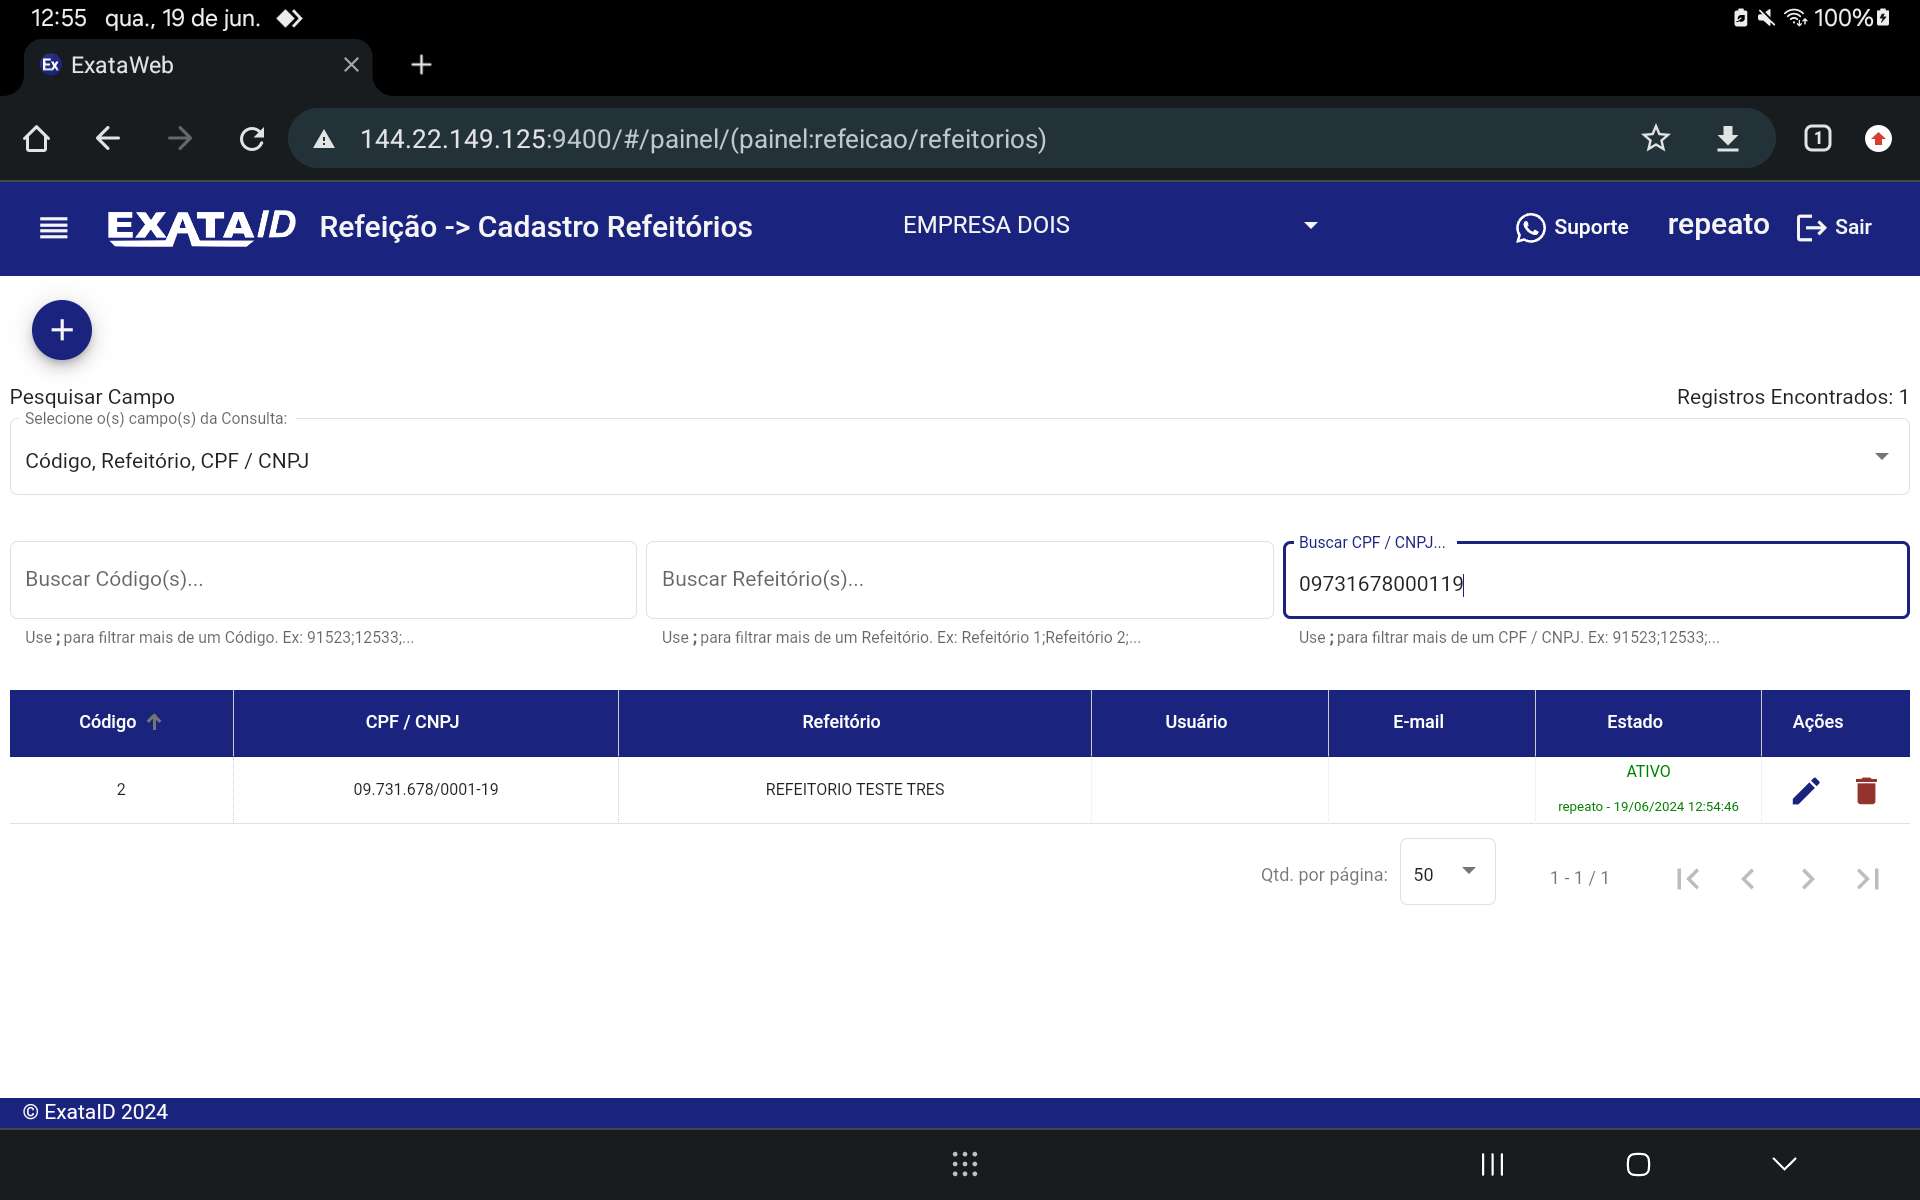 12:55 qua., 19 de jun. 100%
Ex ExataWeb
144.22.149.125:9400/#/painel/(painel:refeicao/refeitorios) 1
EXATAID Refeição -> Cadastro Refeitórios EMPRESA DOIS Suporte repeato Sair
Pesquisar Campo Registros Encontrados: 1
Selecione o(s) campo(s) da Consulta:
Código, Refeitório, CPF / CNPJ
Buscar CPF / CNPJ...
Buscar Código(s)... Buscar Refeitório(s)... 09731678000119
Use ; para filtrar mais de um Código. Ex: 91523;12533;... Use ; para filtrar mais de um Refeitório. Ex: Refeitório 1;Refeitório 2;... Use ; para filtrar mais de um CPF / CNPJ. Ex: 91523;12533;...
Código CPF / CNPJ Refeitório Usuário E-mail Estado Ações
2 09.731.678/0001-19 REFEITORIO TESTE TRES ATIVO
repeato - 19/06/2024 12:54:46
Qtd. por página: 50 1 - 1 / 1
© ExataID 2024